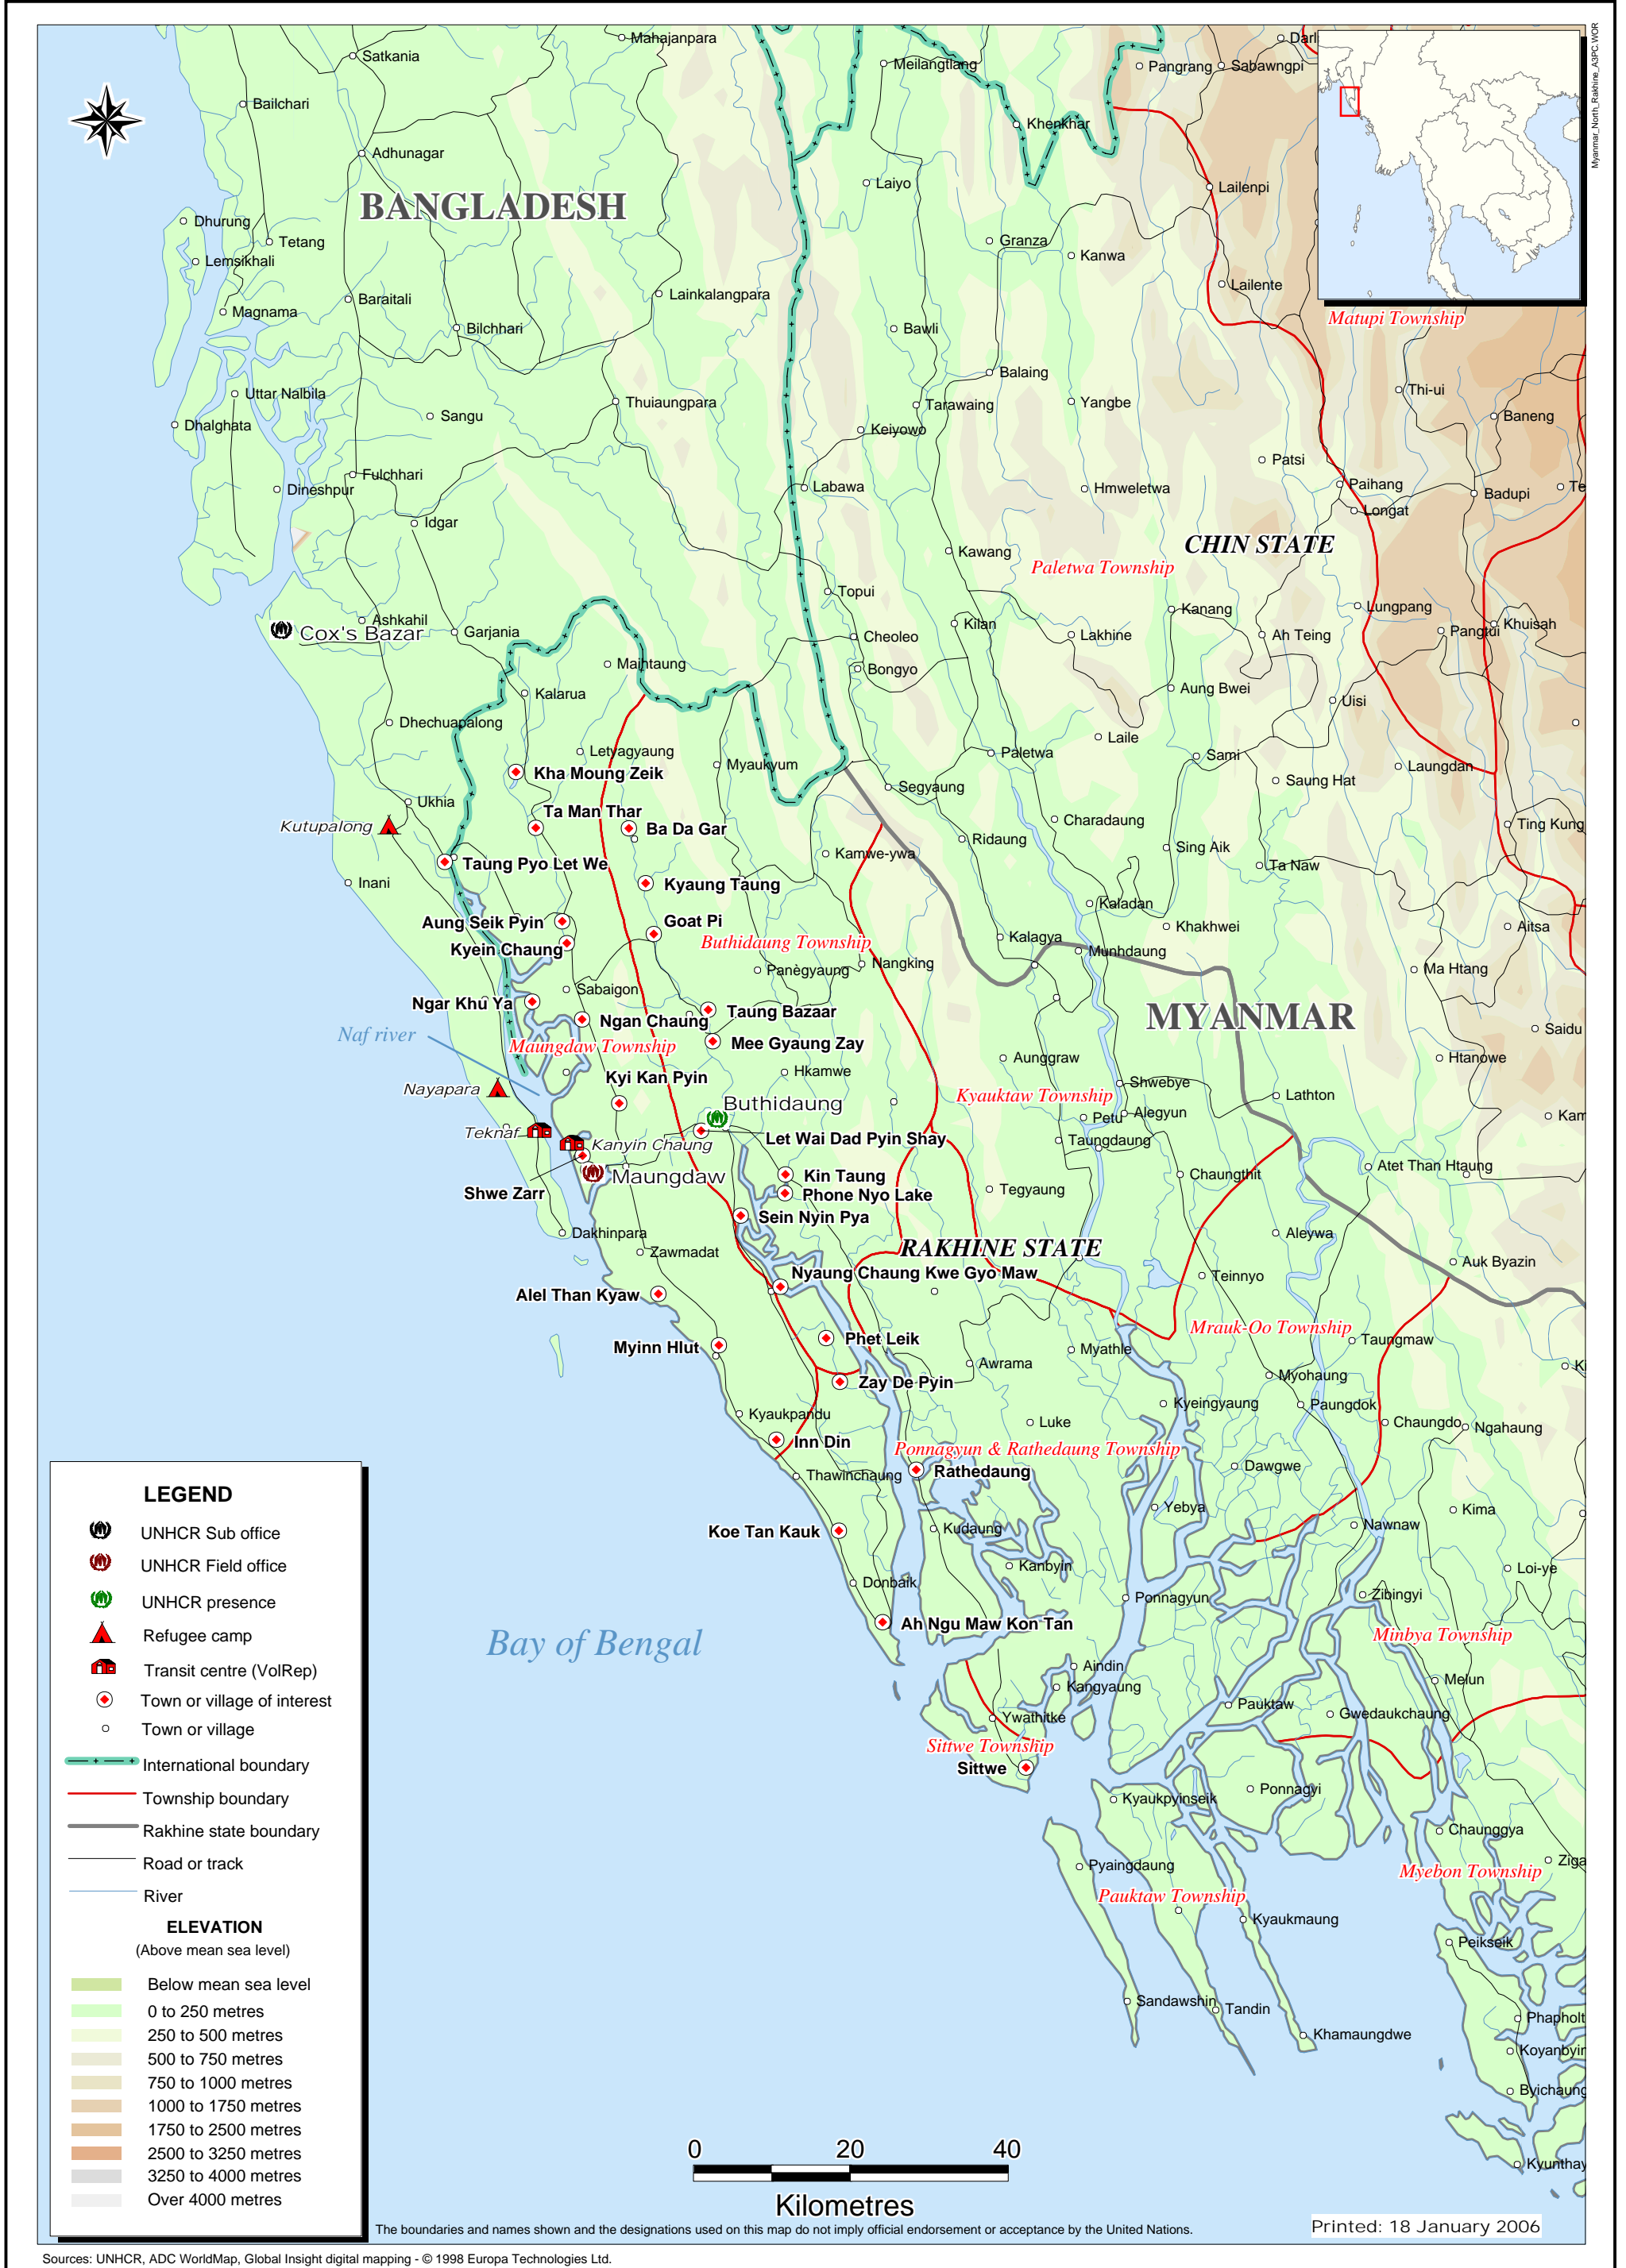 Mahajanpara
Satkania
Meilangtlang
Pangrang
Sabawngpi
Darl
Myanmar_North_Rakhine_A3PC.WOR
Bailchari
Khenkhar
Adhunagar
Laiyo
Lailenpi
BANGLADESH
Dhurung
Tetang
Granza
Kanwa
Lemsikhali
Lailente
Lainkalangpara
Baraitali
Magnama
Bilchhari
Bawli
Matupi Township
Balaing
Thi-ui
Uttar Nalbila
Thuiaungpara
Tarawaing
Yangbe
Baneng
Sangu
Dhalghata
Keiyowo
Patsi
Fulchhari
Dineshpur
Labawa
Hmweletwa
Paihang
Badupi
Te
Longat
Idgar
CHIN STATE
Kawang
Paletwa Township
Topui
Kanang
Lungpang
Ashkahil
Cox's Bazar
Garjania
Cheoleo
Kilan
Lakhine
Ah Teing
Pangtui
Khuisah
Maihtaung
Bongyo
Kalarua
Aung Bwei
Uisi
Dhechuapalong
Laile
Letyagyaung
Myaukyum
Paletwa
Sami
Kha Moung Zeik
Laungdan
Saung Hat
Segyaung
Ukhia
Ta Man Thar
Kutupalong
Ba Da Gar
Charadaung
Ting Kung
Ridaung
Sing Aik
Kamwe-ywa
Taung Pyo Let We
Ta Naw
Inani
Kyaung Taung
Kaladan
Aung Seik Pyin
Goat Pi
Khakhwei
Aitsa
Buthidaung Township
Kalagya
Kyein Chaung
Munhdaung
Panègyaung
Nangking
Ma Htang
Sabaigon
Ngar Khu Ya
Taung Bazaar
Ngan Chaung
MYANMAR
Saidu
Naf river
Maungdaw Township
Mee Gyaung Zay
Aunggraw
Htanowe
Hkamwe
Kyi Kan Pyin
Nayapara
Kyauktaw Township
Shwebye
Lathton
Buthidaung
Petu
Alegyun
Kam
Teknaf
Kanyin Chaung
Let Wai Dad Pyin Shay
Taungdaung
Maungdaw
Kin Taung
Chaungthit
Atet Than Htaung
Shwe Zarr
Phone Nyo Lake
Tegyaung
Sein Nyin Pya
Dakhinpara
Zawmadat
RAKHINE STATE
Aleywa
Auk Byazin
Nyaung Chaung Kwe Gyo Maw
Teinnyo
Alel Than Kyaw
Mrauk-Oo Township
Phet Leik
Taungmaw
Myinn Hlut
Myathle
Awrama
Ki
Zay De Pyin
Myohaung
Kyeingyaung
Paungdok
Kyaukpandu
Luke
Chaungdo
Ngahaung
Inn Din
Ponnagyun & Rathedaung Township
Thawinchaung
Rathedaung
Dawgwe
Yebya
Kima
Koe Tan Kauk
Kudaung
Nawnaw
Kanbyin
Loi-ye
Donbaik
Ponnagyun
Zibingyi
Ah Ngu Maw Kon Tan
Minbya Township
Bay of Bengal
Aindin
Kangyaung
Melun
Pauktaw
Gwedaukchaung
Ywathitke
Sittwe Township
Sittwe
Ponnagyi
Kyaukpyinseik
Chaunggya
Pyaingdaung
Ziga
Myebon Township
Pauktaw Township
Kyaukmaung
Peikseik
Sandawshin
Tandin
Phapholt
Khamaungdwe
Koyanbyin
Byichaung
Kyunthay
LEGEND
UNHCR Sub office
UNHCR Field office
UNHCR presence
Refugee camp
Transit centre (VolRep)
Town or village of interest
Town or village
International boundary
Township boundary
Rakhine state boundary
Road or track
River
ELEVATION
(Above mean sea level)
Below mean sea level
0 to 250 metres
250 to 500 metres
500 to 750 metres
750 to 1000 metres
1000 to 1750 metres
1750 to 2500 metres
2500 to 3250 metres
3250 to 4000 metres
Over 4000 metres
0 20 40
Kilometres
The boundaries and names shown and the designations used on this map do not imply official endorsement or acceptance by the United Nations.
Printed: 18 January 2006
Sources: UNHCR, ADC WorldMap, Global Insight digital mapping - © 1998 Europa Technologies Ltd.